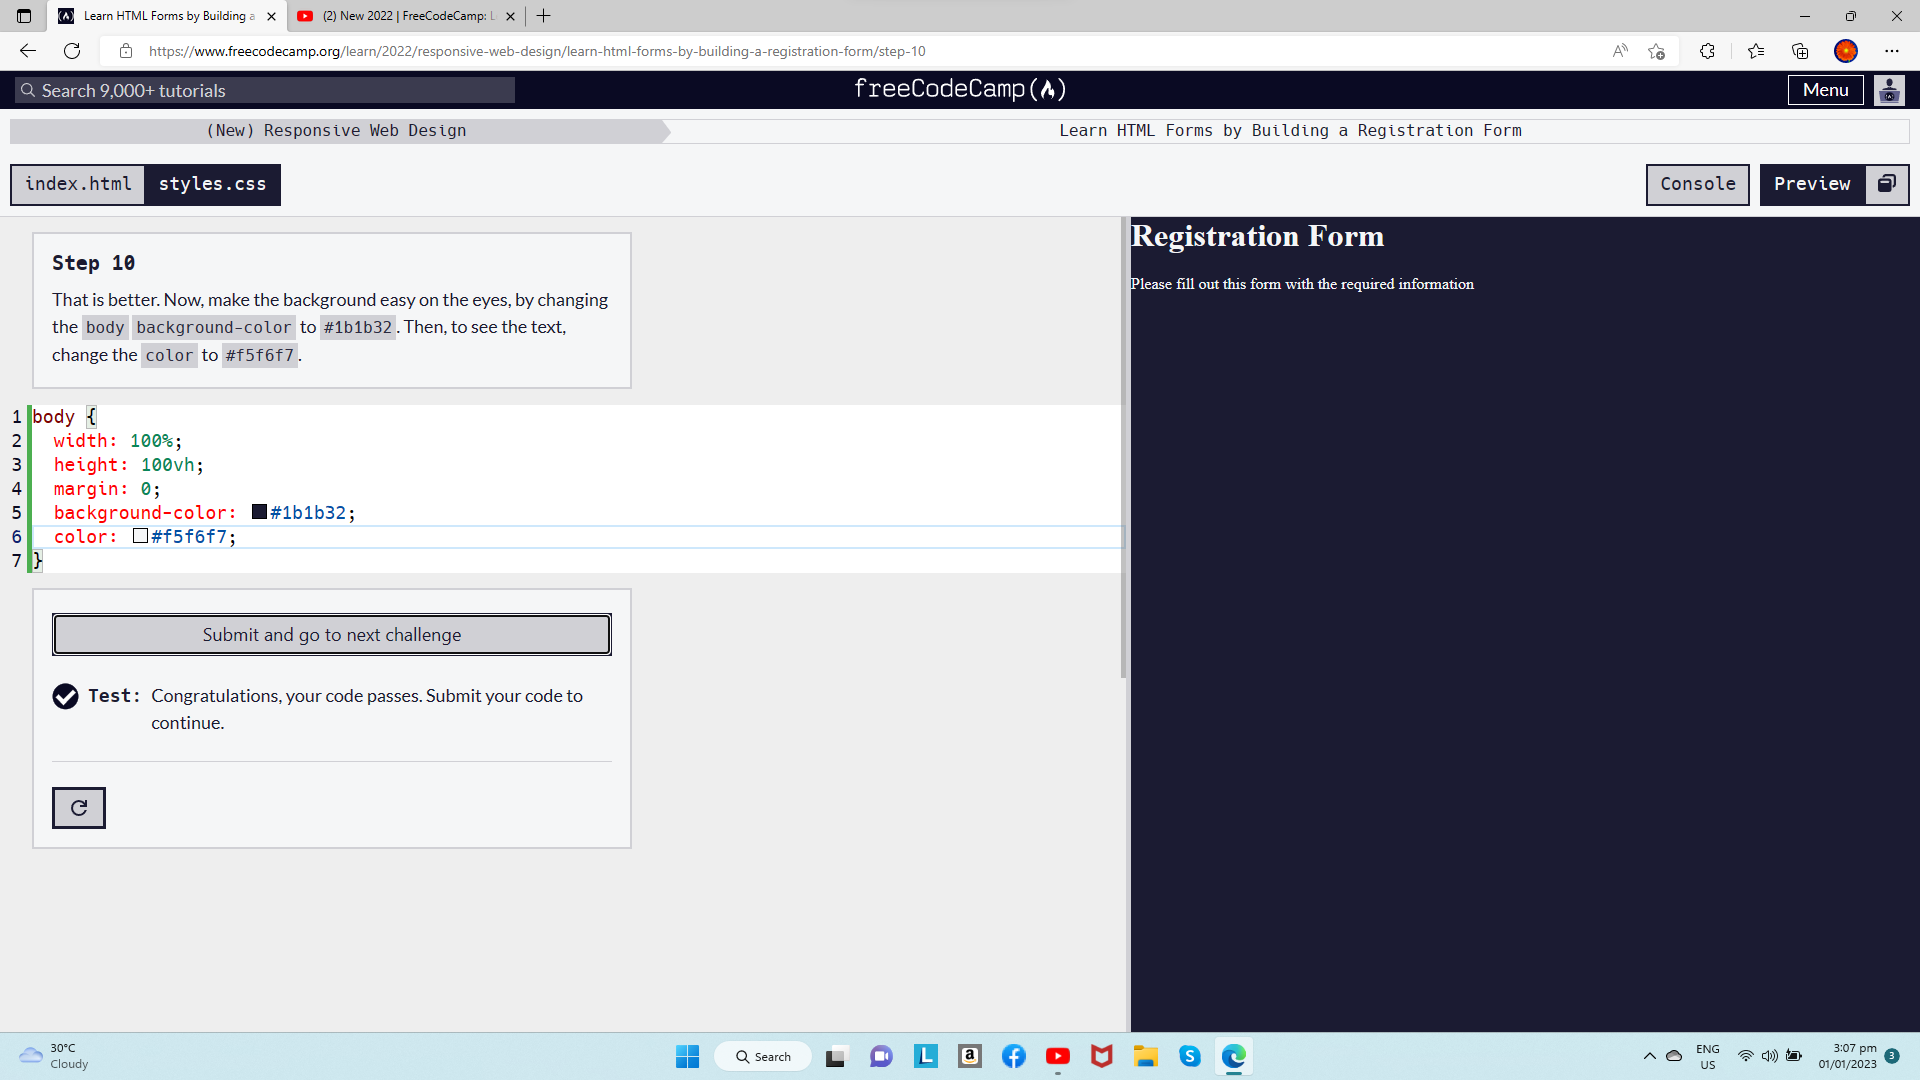 Learn HTML Forms by Building a
(2) New 2022 | FreeCodeCamp: L
https://www.freecodecamp.org/learn/2022/responsive-web-design/learn-html-forms-by-building-a-registration-form/step-10
Search 9,000+ tutorials
freeCodeCamp
Menu
(New) Responsive Web Design
Learn HTML Forms by Building a Registration Form
index.html
styles.css
Console
Preview
Step 10
That is better. Now, make the background easy on the eyes, by changing
the body background-color to #1b1b32. Then, to see the text,
change the color to #f5f6f7.
1 body {
2 width: 100%;
3 height: 100vh;
4 margin: 0;
5 background-color: #1b1b32;
6 color: #f5f6f7;
7 }
Submit and go to next challenge
Test: Congratulations, your code passes. Submit your code to
continue.
Registration Form
Please fill out this form with the required information
30°C
Cloudy
Search
ENG
US
3:07 pm
01/01/2023
3